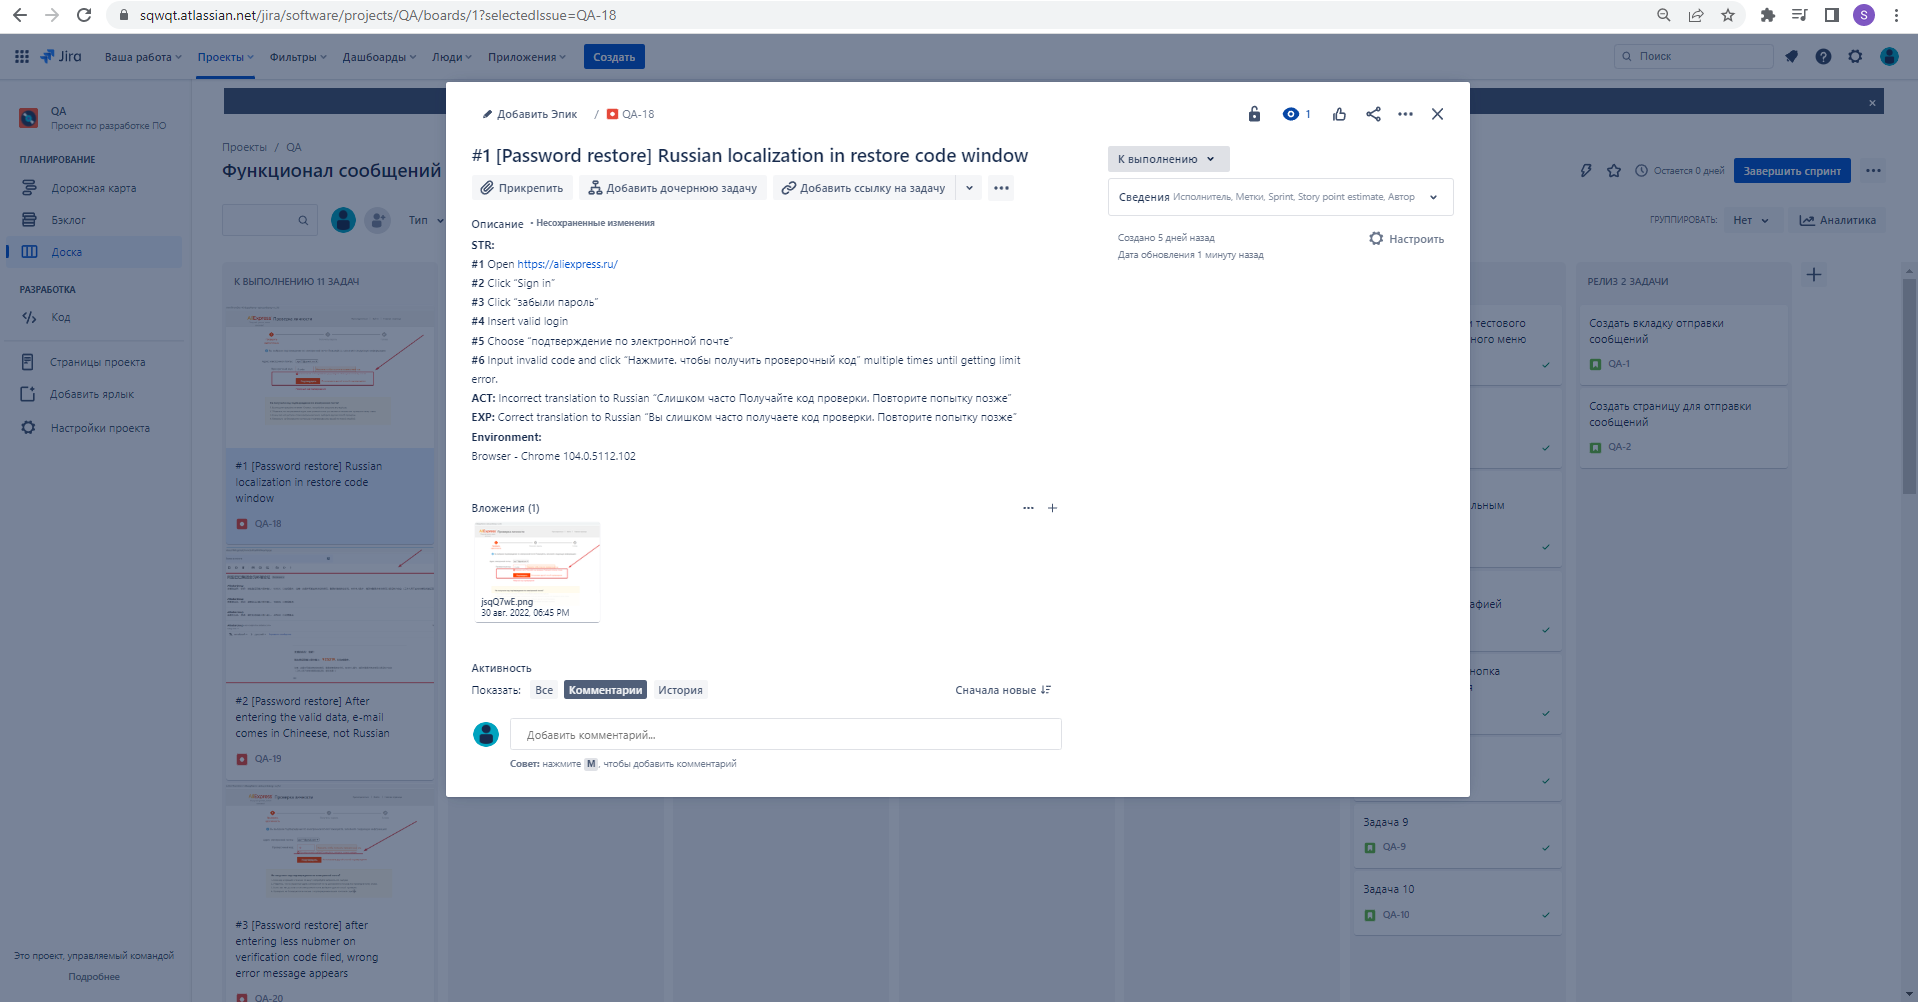 sqwqt.atlassian.net/jira/software/projects/QA/boards/1?selectedIssue=QA-18
S
Jira
Ваша работа
Проекты
Фильтры
Дашборды
Люди
Приложения
Создать
Поиск
QA
Проект по разработке ПО
ПЛАНИРОВАНИЕ
Дорожная карта
Бэклог
Доска
РАЗРАБОТКА
Код
Страницы проекта
Добавить ярлык
Настройки проекта
Это проект, управляемый командой
Подробнее
Проекты / QA
Функционал сообщений
Тип
Остается 0 дней
Завершить спринт
ГРУППИРОВАТЬ:
Нет
Аналитика
К ВЫПОЛНЕНИЮ 11 ЗАДАЧ
#1 [Password restore] Russian
localization in restore code
window
QA-18
#2 [Password restore] After
entering the valid data, e-mail
comes in Chineese, not Russian
QA-19
#3 [Password restore] after
entering less nubmer on
verification code filed, wrong
error message appears
QA-20
Добавить Эпик / QA-18
1
#1 [Password restore] Russian localization in restore code window
Прикрепить
Добавить дочернюю задачу
Добавить ссылку на задачу
Описание • Несохраненные изменения
STR:
#1 Open https://aliexpress.ru/
#2 Click “Sign in”
#3 Click “забыли пароль”
#4 Insert valid login
#5 Choose “подтверждение по электронной почте”
#6 Input invalid code and click “Нажмите. чтобы получить проверочный код” multiple times until getting limit
error.
ACT: Incorrect translation to Russian “Слишком часто Получайте код проверки. Повторите попытку позже”
EXP: Correct translation to Russian “Вы слишком часто получаете код проверки. Повторите попытку позже”
Environment:
Browser - Chrome 104.0.5112.102
Вложения (1)
jsqQ7wE.png
30 авг. 2022, 06:45 PM
Активность
Показать:
Все
Комментарии
История
Сначала новые
Добавить комментарий...
Совет: нажмите M, чтобы добавить комментарий
К выполнению
Сведения Исполнитель, Метки, Sprint, Story point estimate, Автор
Создано 5 дней назад
Дата обновления 1 минуту назад
Настроить
и тестового
ного меню
льным
афией
нопка
Задача 9
QA-9
Задача 10
QA-10
РЕЛИЗ 2 ЗАДАЧИ
Создать вкладку отправки
сообщений
QA-1
Создать страницу для отправки
сообщений
QA-2